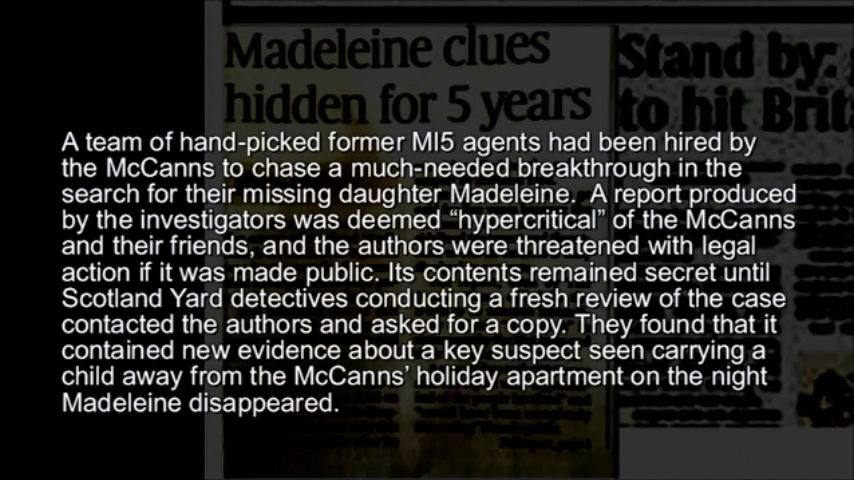 Madeleine clues
hidden for 5 years
Stand by:
to hit Brit
A team of hand-picked former MI5 agents had been hired by
the McCanns to chase a much-needed breakthrough in the
search for their missing daughter Madeleine. A report produced
by the investigators was deemed “hypercritical” of the McCanns
and their friends, and the authors were threatened with legal
action if it was made public. Its contents remained secret until
Scotland Yard detectives conducting a fresh review of the case
contacted the authors and asked for a copy. They found that it
contained new evidence about a key suspect seen carrying a
child away from the McCanns’ holiday apartment on the night
Madeleine disappeared.